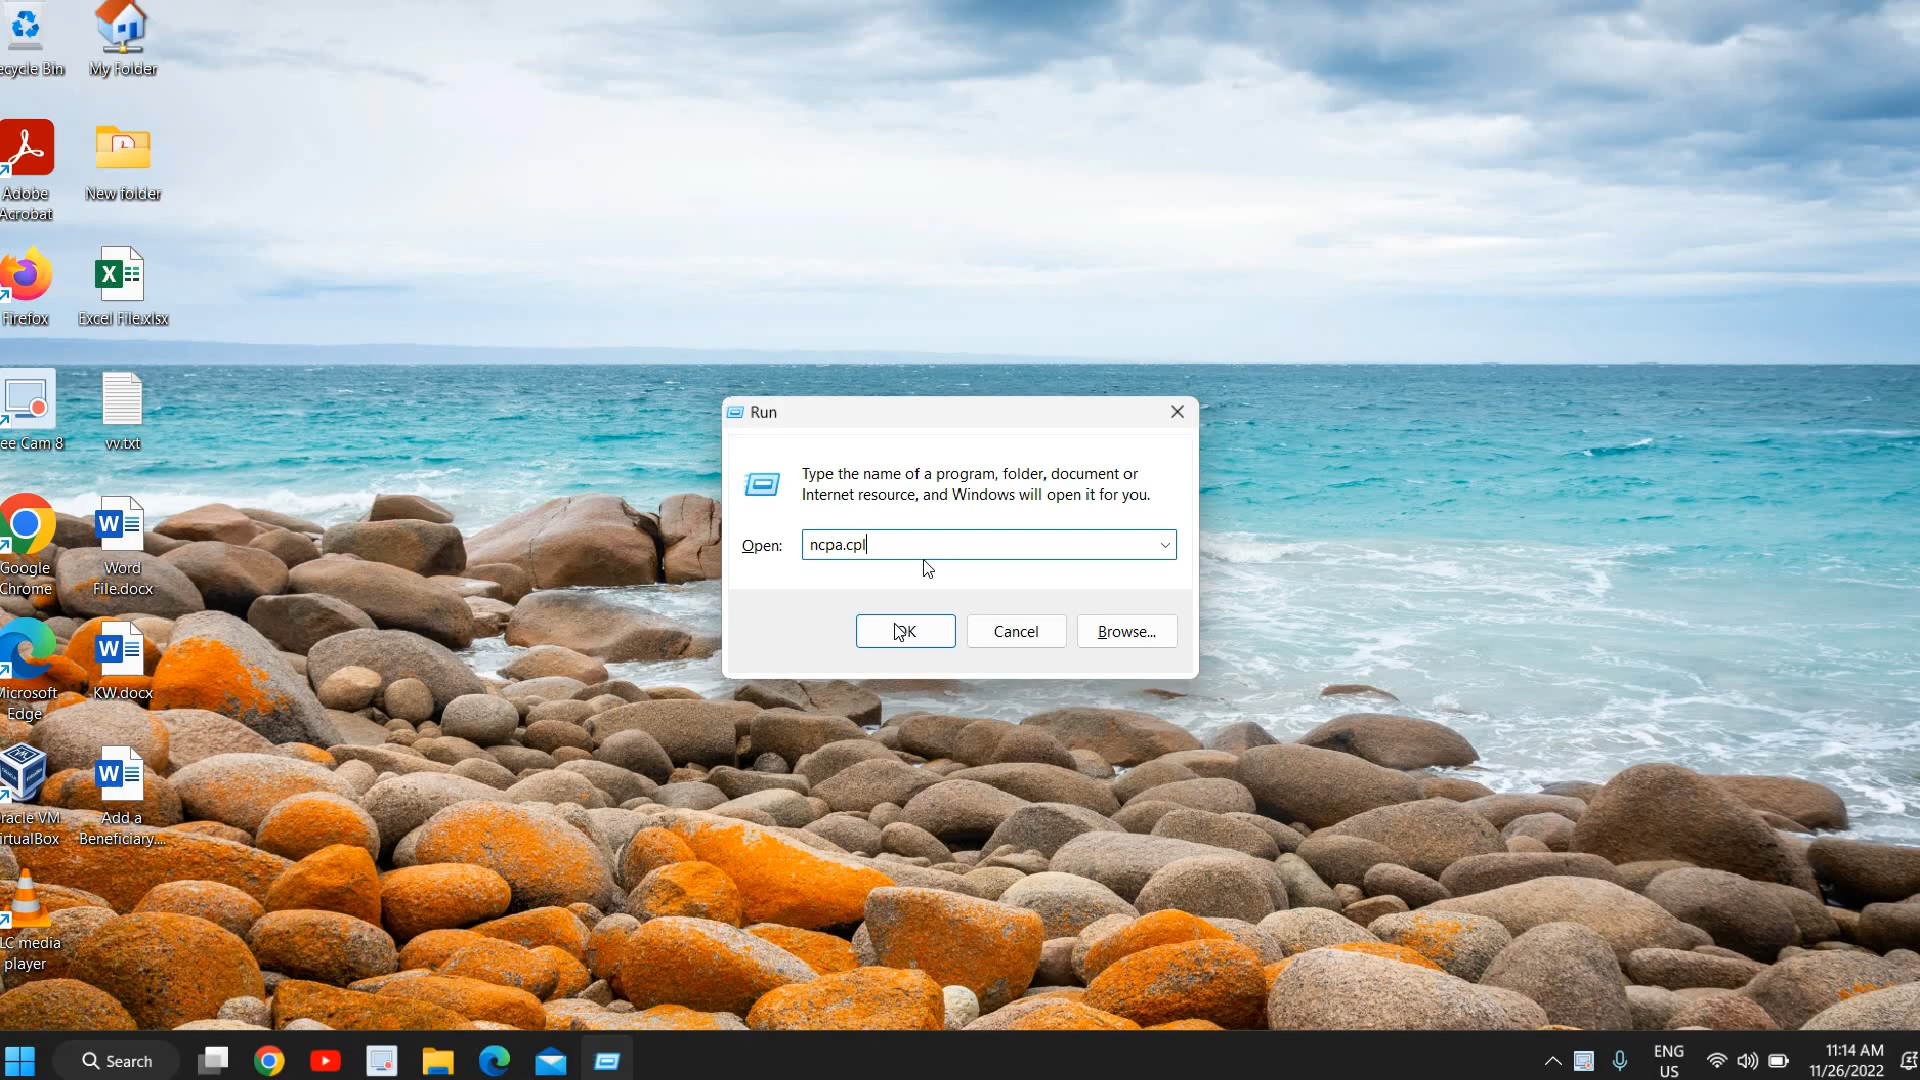 ecycle Bin
My Folder
Adobe
Acrobat
New folder
Firefox
Excel File.xlsx
ee Cam 8
vv.txt
Google
Chrome
Word
File.docx
Microsoft
Edge
KW.docx
racle VM
irtualBox
Add a
Beneficiary....
LC media
player
Run
Type the name of a program, folder, document or
Internet resource, and Windows will open it for you.
Open:
ncpa.cpl
OK
Cancel
Browse...
Search
ENG
US
11:14 AM
11/26/2022